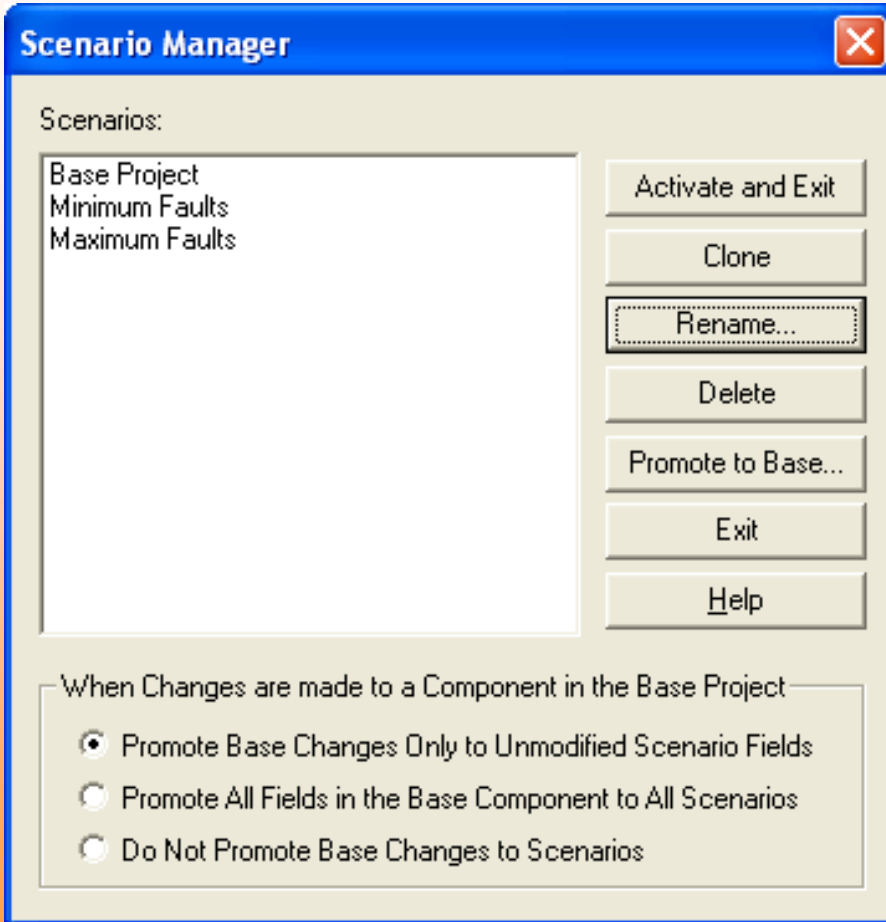 Scenario Manager
Scenarios:
Base Project
Minimum Faults
Maximum Faults
Activate and Exit
Clone
Rename...
Delete
Promote to Base...
Exit
Help
When Changes are made to a Component in the Base Project
Promote Base Changes Only to Unmodified Scenario Fields
Promote All Fields in the Base Component to All Scenarios
Do Not Promote Base Changes to Scenarios